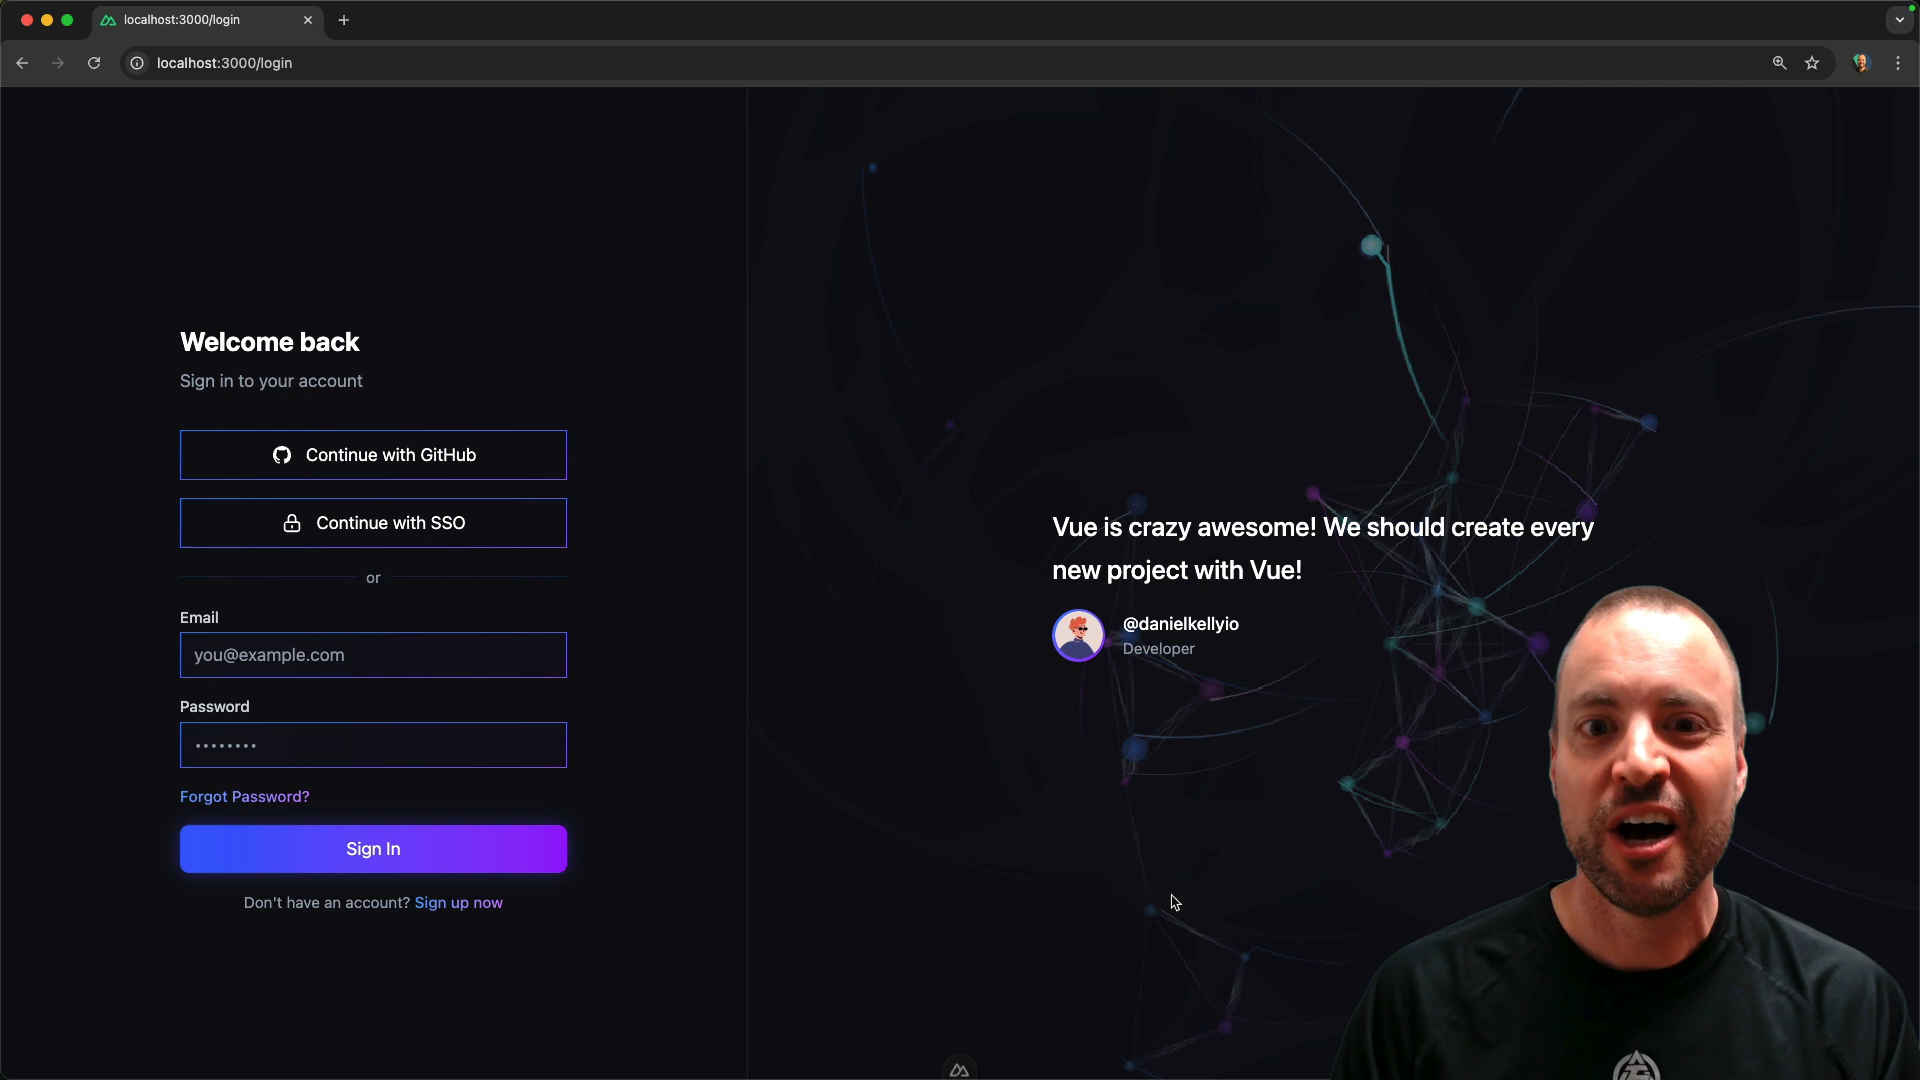 localhost:3000/login
localhost:3000/login
Welcome back
Sign in to your account
Continue with GitHub
Continue with SSO
or
Email
you@example.com
Password
Forgot Password?
Sign In
Don't have an account? Sign up now
Vue is crazy awesome! We should create every
new project with Vue!
@danielkellyio
Developer